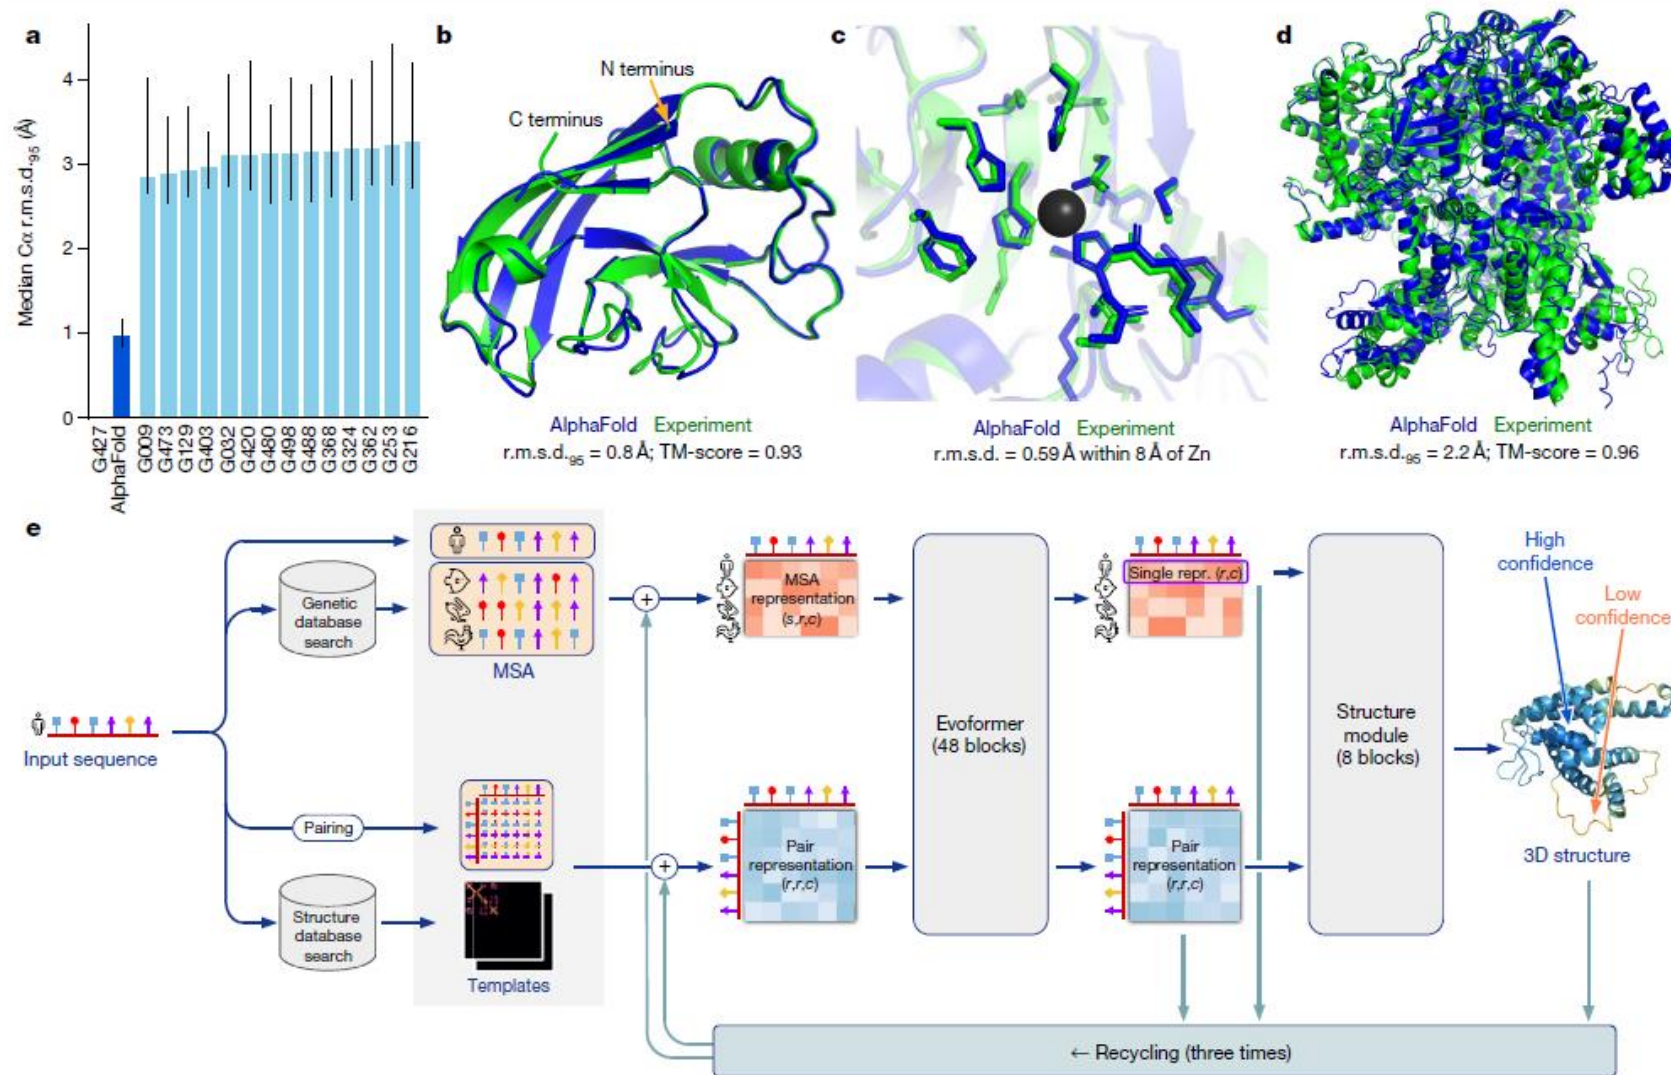 a
Median Cα r.m.s.d.95 (Å)
4
3
2
1
0
G427
AlphaFold
G009
G473
G129
G403
G032
G420
G480
G498
G488
G368
G324
G362
G253
G216
b
N terminus
C terminus
AlphaFold Experiment
r.m.s.d.95 = 0.8 Å; TM-score = 0.93
c
AlphaFold Experiment
r.m.s.d. = 0.59 Å within 8 Å of Zn
d
AlphaFold Experiment
r.m.s.d.95 = 2.2 Å; TM-score = 0.96
e
Input sequence
Genetic
database
search
MSA
Pairing
Structure
database
search
Templates
+
+
MSA
representation
(s,r,c)
Pair
representation
(r,r,c)
Evoformer
(48 blocks)
Single repr. (r,c)
Pair
representation
(r,r,c)
Structure
module
(8 blocks)
High
confidence
Low
confidence
3D structure
← Recycling (three times)